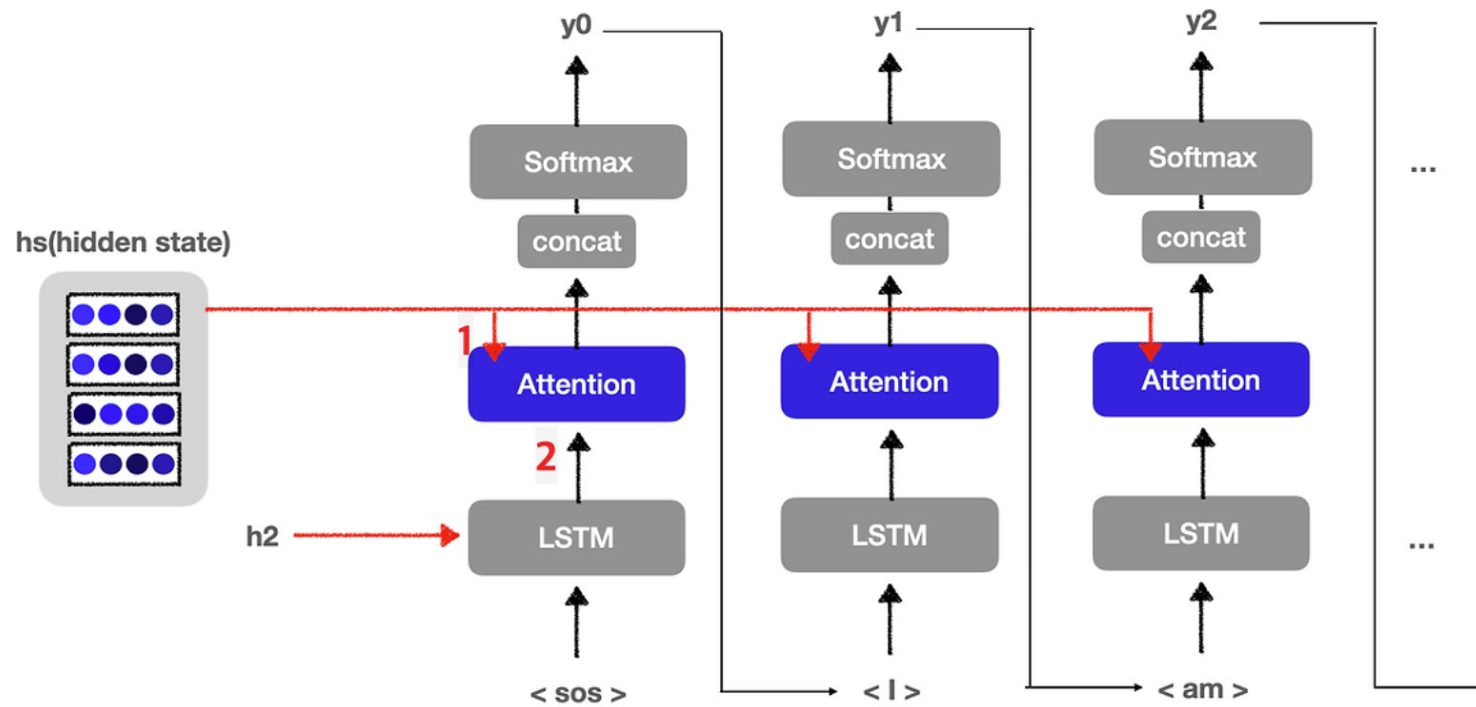 y0
y1
y2
Softmax
Softmax
Softmax
...
hs(hidden state)
concat
concat
concat
1
Attention
Attention
Attention
2
h2
LSTM
LSTM
LSTM
...
< sos >
< I >
< am >